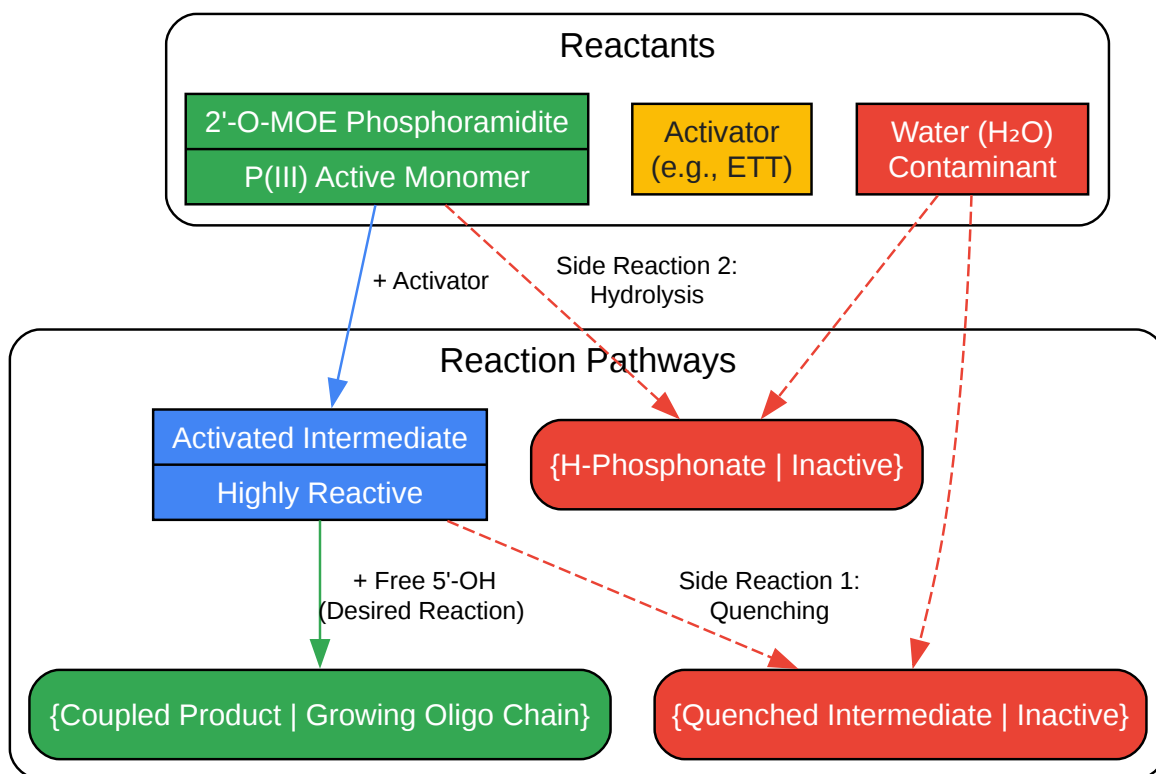 Reactants
2'-O-MOE Phosphoramidite
P(III) Active Monomer
Activator
(e.g., ETT)
Water (H₂O)
Contaminant
+ Activator
Side Reaction 2:
Hydrolysis
Reaction Pathways
Activated Intermediate
Highly Reactive
{H-Phosphonate | Inactive}
+ Free 5'-OH
(Desired Reaction)
Side Reaction 1:
Quenching
{Coupled Product | Growing Oligo Chain}
{Quenched Intermediate | Inactive}